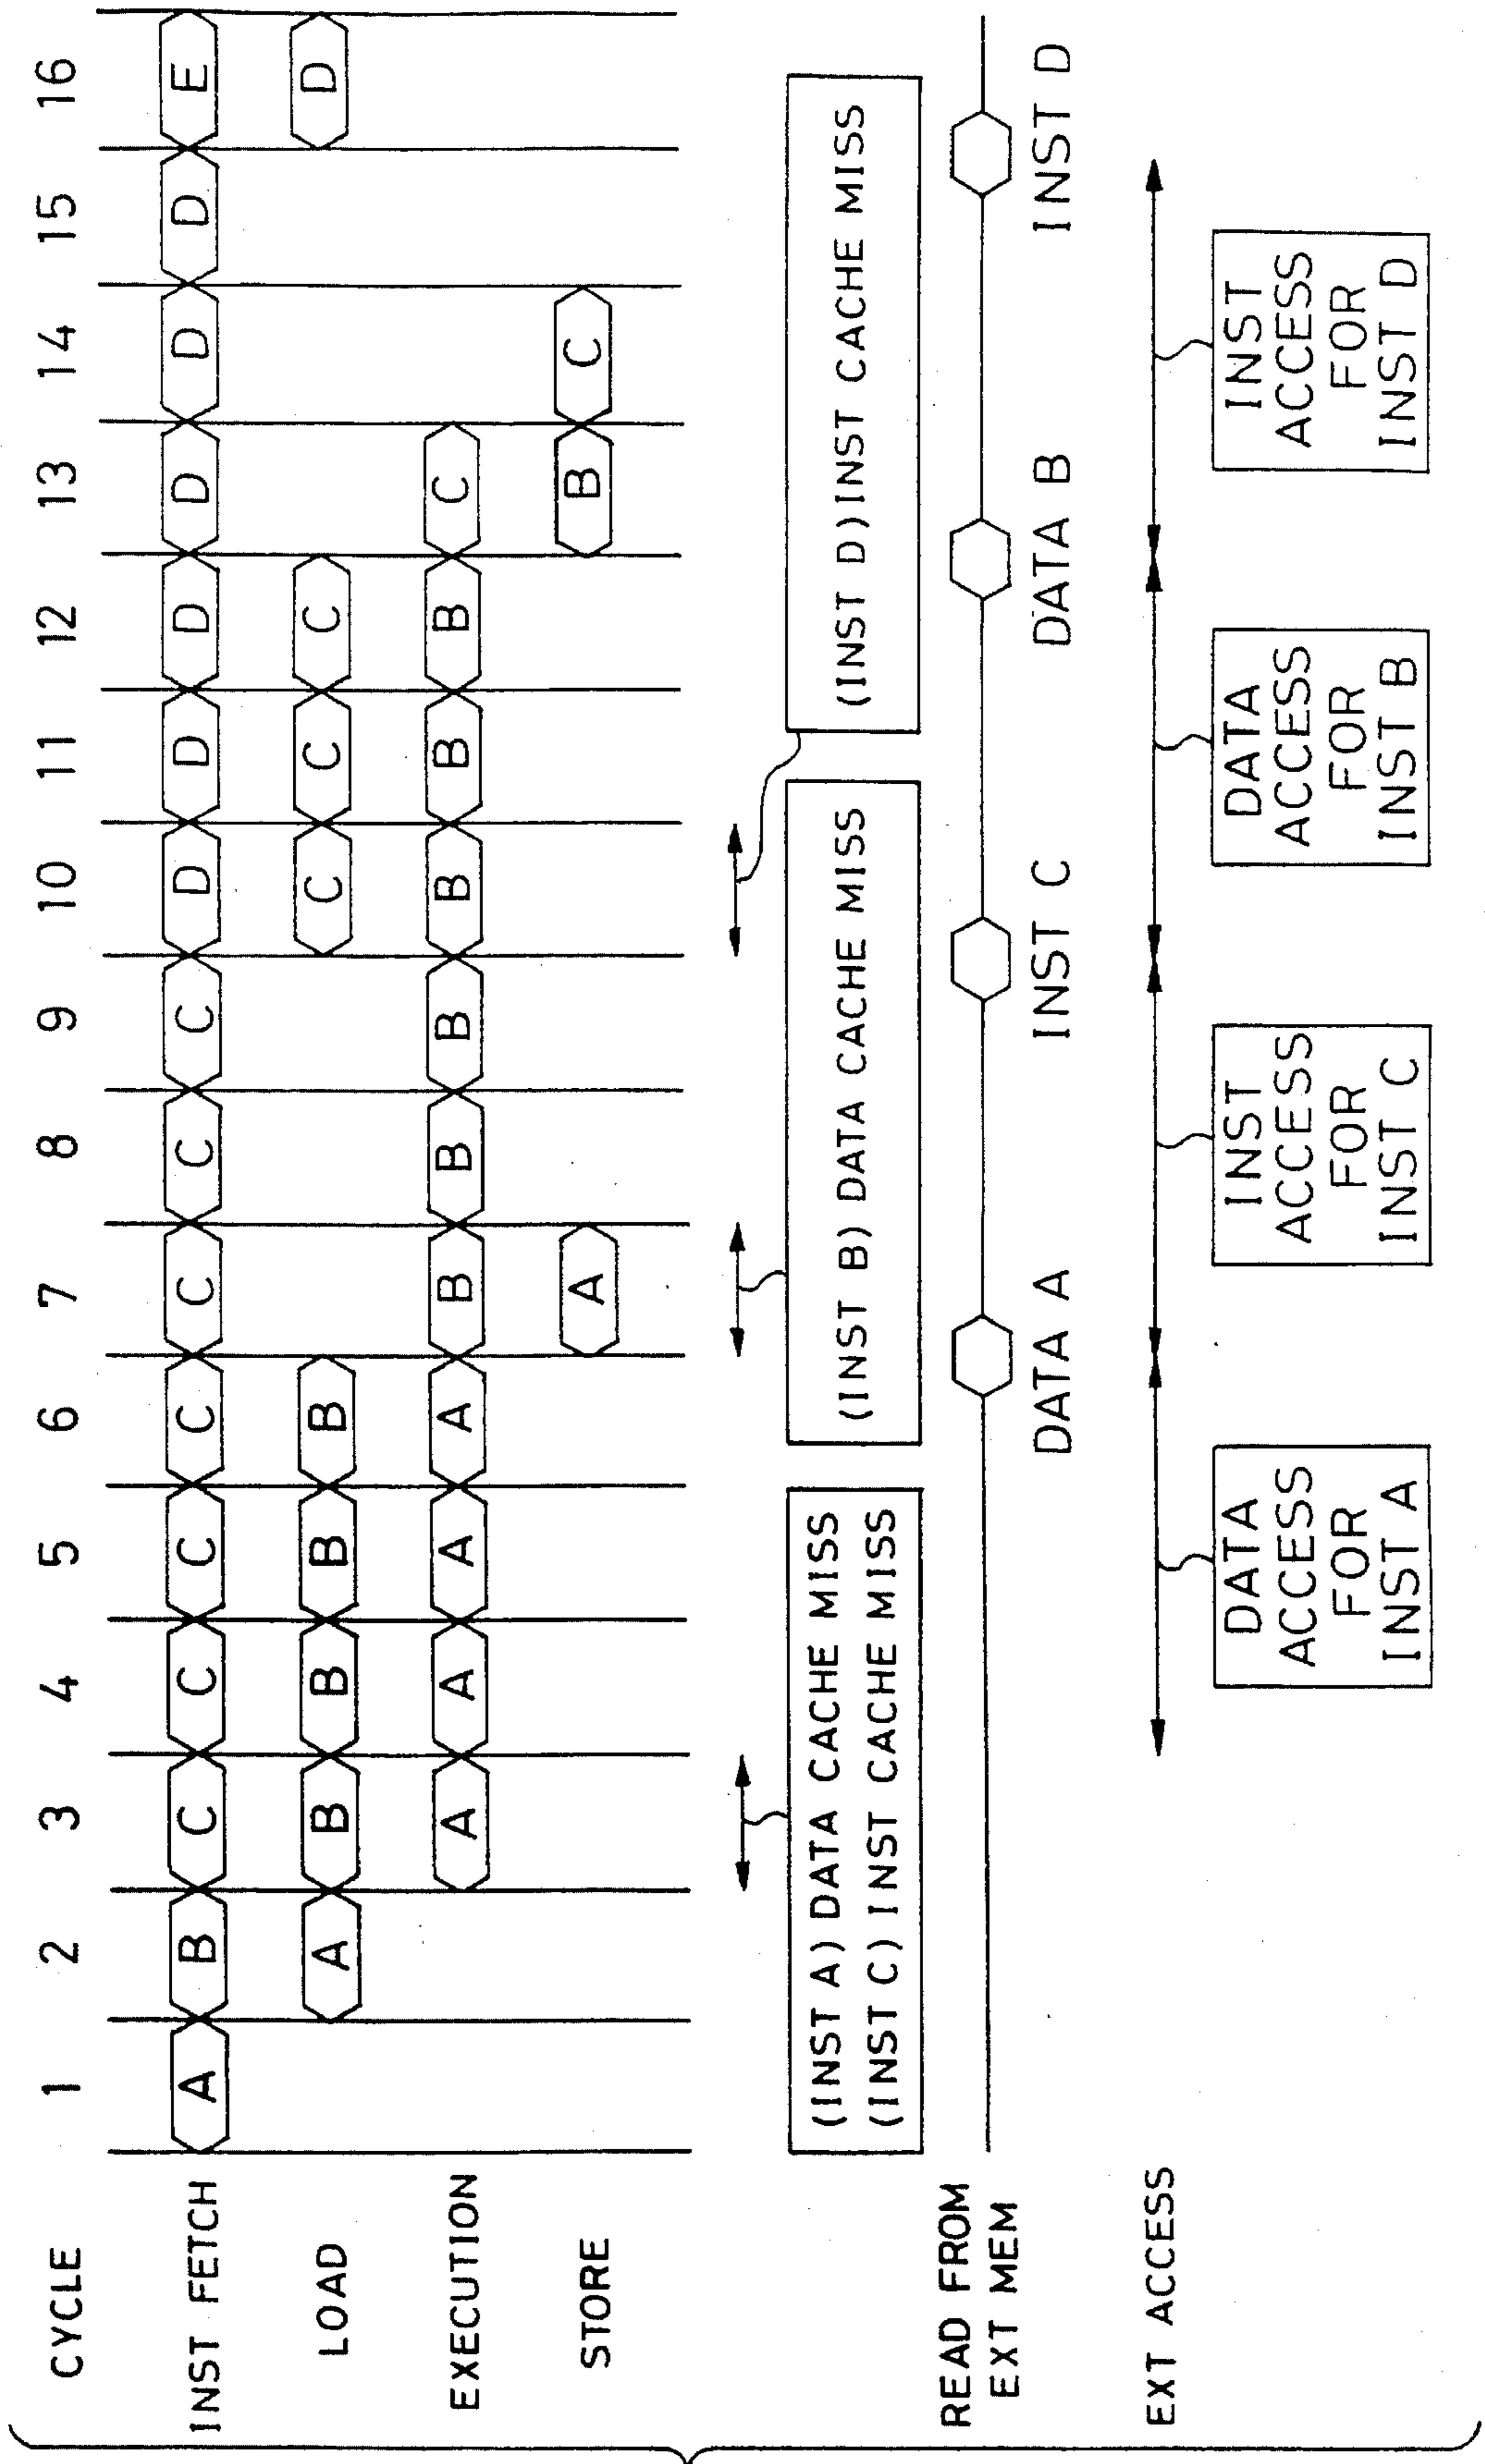 CYCLE 1 2 3 4 5 6 7 8 9 10 11 12 13 14 15 16
INST FETCH A B C C C C C C C D D D D D D E
LOAD A B B B B C C C D
EXECUTION A A A A B B B B B B C
STORE A B C
(INST A) DATA CACHE MISS
(INST C) INST CACHE MISS
(INST B) DATA CACHE MISS
(INST D) INST CACHE MISS
READ FROM
EXT MEM
DATA A
INST C
DATA B
INST D
EXT ACCESS
DATA
ACCESS
FOR
INST A
INST
ACCESS
FOR
INST C
DATA
ACCESS
FOR
INST B
INST
ACCESS
FOR
INST D